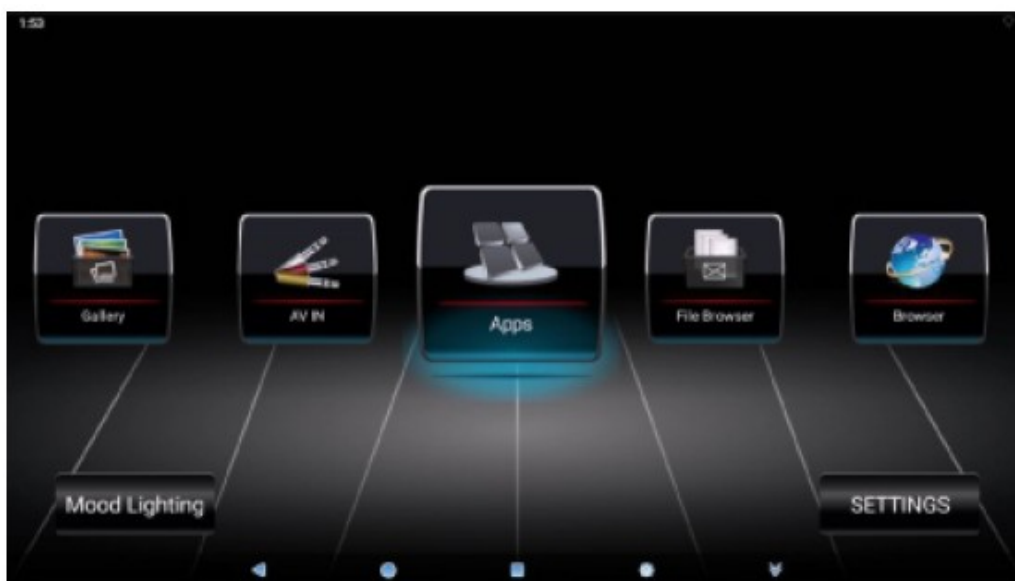 1:53
Gallery
AV IN
Apps
File Browser
Browser
Mood Lighting
SETTINGS